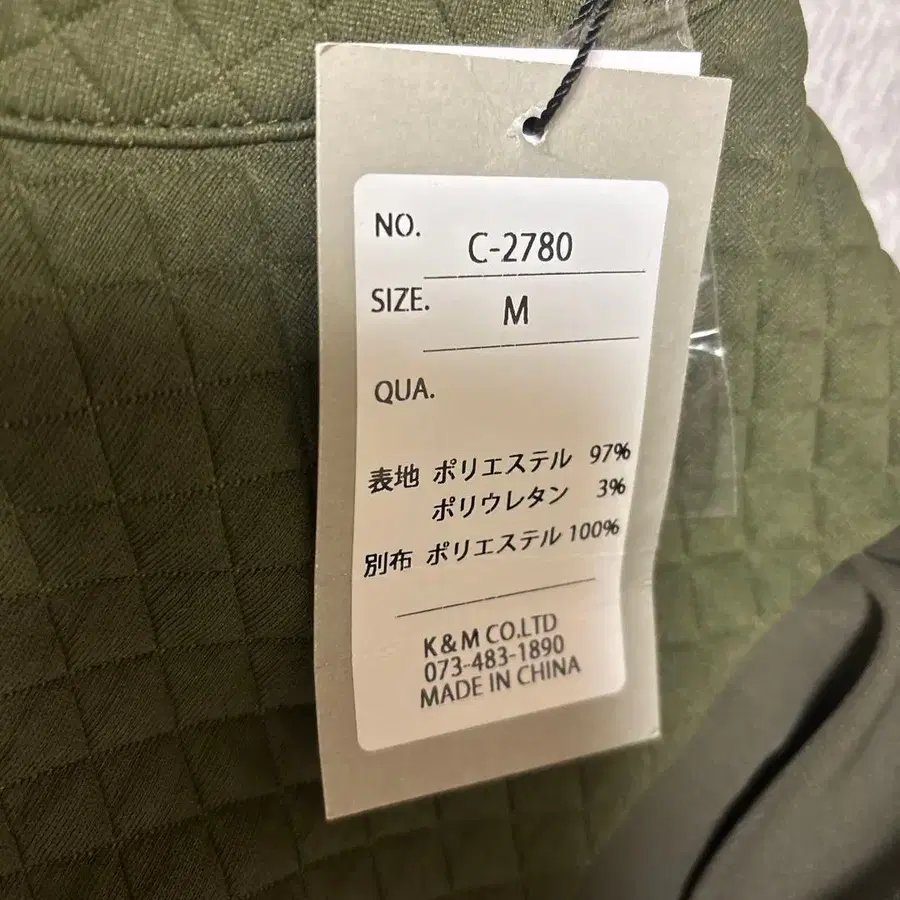 NO. C-2780
SIZE. M
QUA.
表地 ポリエステル 97%
ポリウレタン 3%
別布 ポリエステル 100%
K&M CO.LTD
073-483-1890
MADE IN CHINA